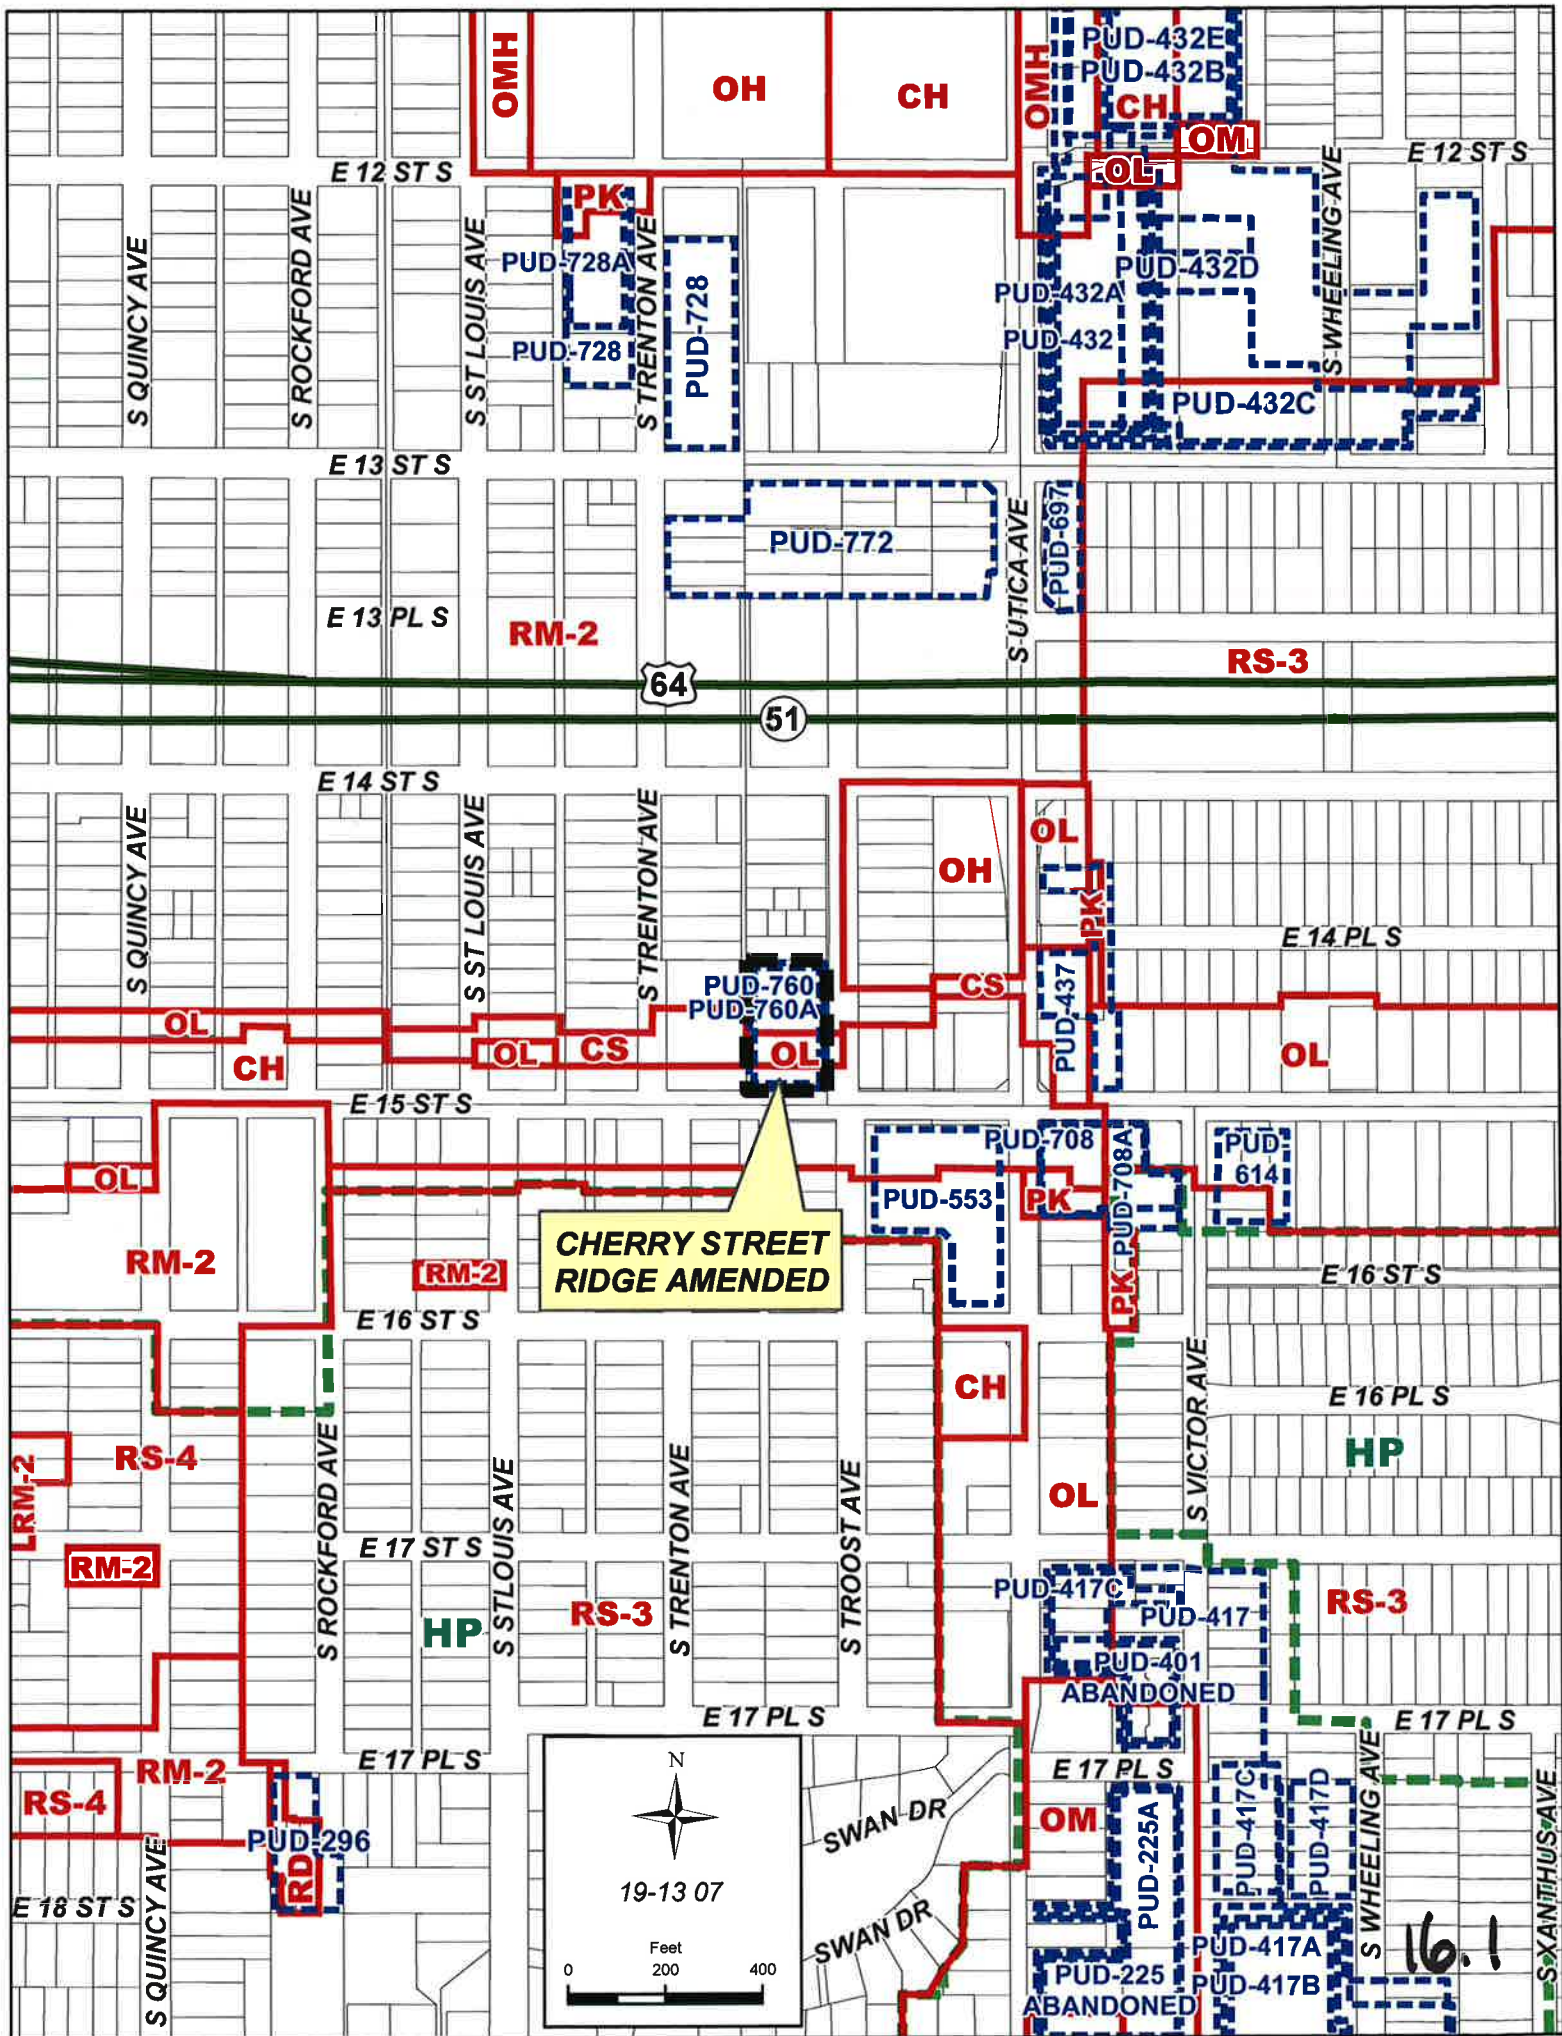 OMH
OH
CH
OMH
PUD-432E
PUD-432B
CH
OM
OL
E 12 ST S
E 12 ST S
PK
PUD-728A
PUD-728
PUD-728
PUD-432A
PUD-432
PUD-432D
PUD-432C
S QUINCY AVE
S ROCKFORD AVE
S ST LOUIS AVE
S TRENTON AVE
S WHEELING AVE
E 13 ST S
PUD-772
S UTICA AVE
PUD-697
E 13 PL S
RM-2
RS-3
64
51
E 14 ST S
S QUINCY AVE
S ST LOUIS AVE
S TRENTON AVE
OH
OL
PK
E 14 PL S
PUD-760
PUD-760A
CS
PUD-437
OL
CH
OL
CS
OL
OL
E 15 ST S
OL
PUD-708
PUD-708A
PUD
614
PUD-553
PK
RM-2
RM-2
CHERRY STREET
RIDGE AMENDED
PK
E 16 ST S
E 16 ST S
CH
S VICTOR AVE
E 16 PL S
HP
RS-4
LRM-2
RM-2
S ROCKFORD AVE
S STLOUIS AVE
S TRENTON AVE
S TROOST AVE
OL
E 17 ST S
HP
RS-3
PUD-417C
PUD-417
RS-3
PUD-401
ABANDONED
E 17 PL S
E 17 PL S
E 17 PL S
E 17 PL S
RM-2
RS-4
PUD-296
RD
E 18 ST S
S QUINCY AVE
N
19-13 07
Feet
0 200 400
SWAN DR
SWAN DR
OM
PUD-225A
PUD-417C
PUD-417D
S WHEELING AVE
S XANTHUS AVE
PUD-225
ABANDONED
PUD-417A
PUD-417B
16.1